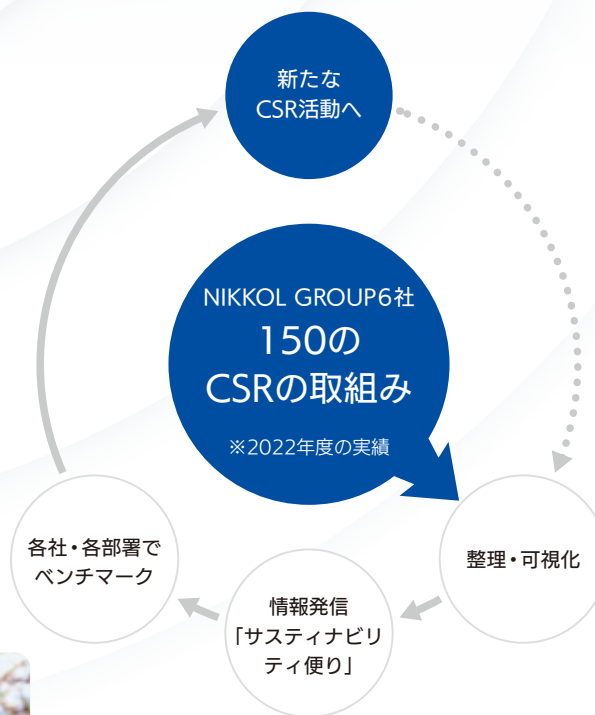 新たな
CSR活動へ
NIKKOL GROUP6社
150の
CSRの取組み
※2022年度の実績
各社・各部署で
ベンチマーク
整理・可視化
情報発信
「サスティナビリ
ティ便り」